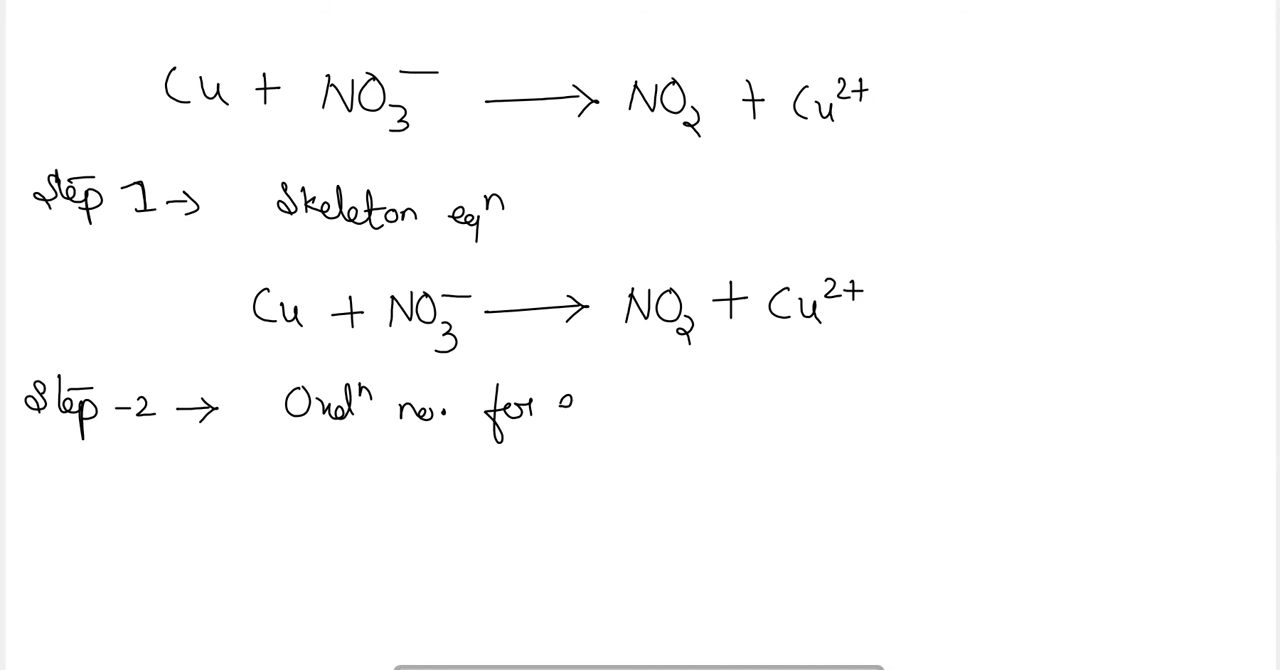 Cu + NO₃⁻ ⟶ NO₂ + Cu²⁺
Step 1 → Skeleton eqⁿ
Cu + NO₃⁻ ⟶ NO₂ + Cu²⁺
Step -2 → Oxdⁿ no. for